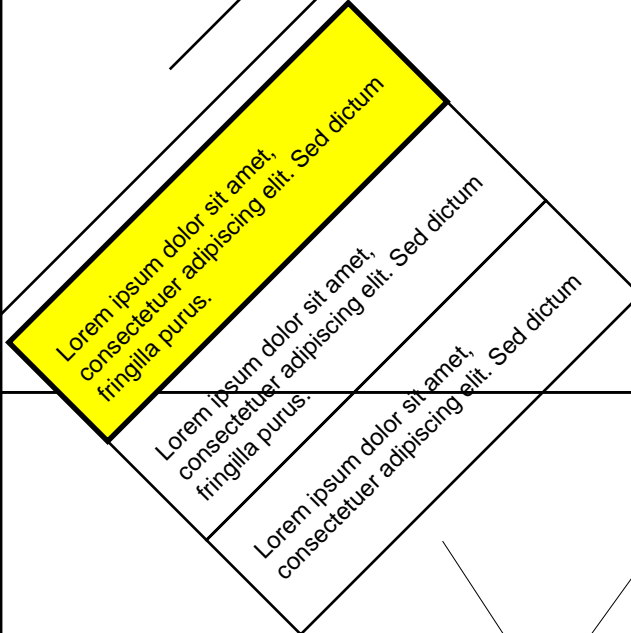 Lorem ipsum dolor sit amet,
consectetuer adipiscing elit. Sed dictum
fringilla purus.
Lorem ipsum dolor sit amet,
consectetuer adipiscing elit. Sed dictum
fringilla purus.
Lorem ipsum dolor sit amet,
consectetuer adipiscing elit. Sed dictum